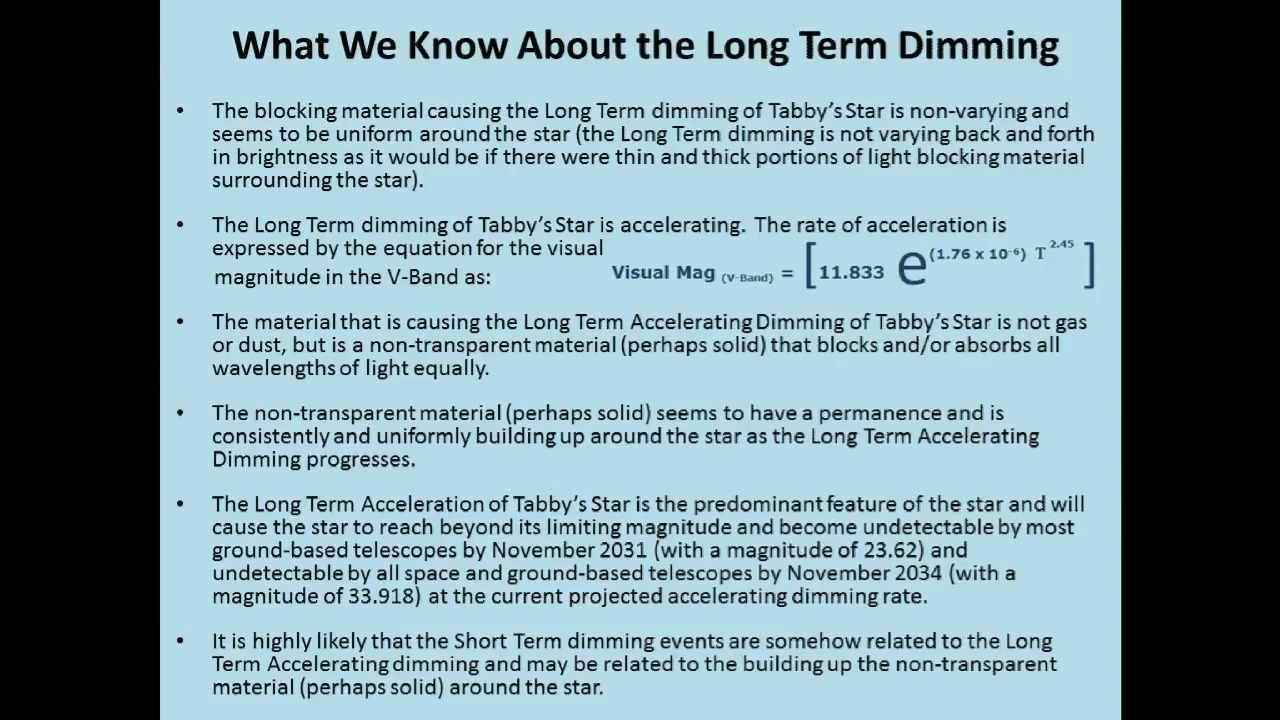 What We Know About the Long Term Dimming
• The blocking material causing the Long Term dimming of Tabby's Star is non-varying and
seems to be uniform around the star (the Long Term dimming is not varying back and forth
in brightness as it would be if there were thin and thick portions of light blocking material
surrounding the star).
• The Long Term dimming of Tabby's Star is accelerating. The rate of acceleration is
expressed by the equation for the visual
magnitude in the V-Band as:
Visual Mag (V-Band) = [ 11.833 e^(1.76 x 10^-6) T^2.45 ]
• The material that is causing the Long Term Accelerating Dimming of Tabby's Star is not gas
or dust, but is a non-transparent material (perhaps solid) that blocks and/or absorbs all
wavelengths of light equally.
• The non-transparent material (perhaps solid) seems to have a permanence and is
consistently and uniformly building up around the star as the Long Term Accelerating
Dimming progresses.
• The Long Term Acceleration of Tabby's Star is the predominant feature of the star and will
cause the star to reach beyond its limiting magnitude and become undetectable by most
ground-based telescopes by November 2031 (with a magnitude of 23.62) and
undetectable by all space and ground-based telescopes by November 2034 (with a
magnitude of 33.918) at the current projected accelerating dimming rate.
• It is highly likely that the Short Term dimming events are somehow related to the Long
Term Accelerating dimming and may be related to the building up the non-transparent
material (perhaps solid) around the star.